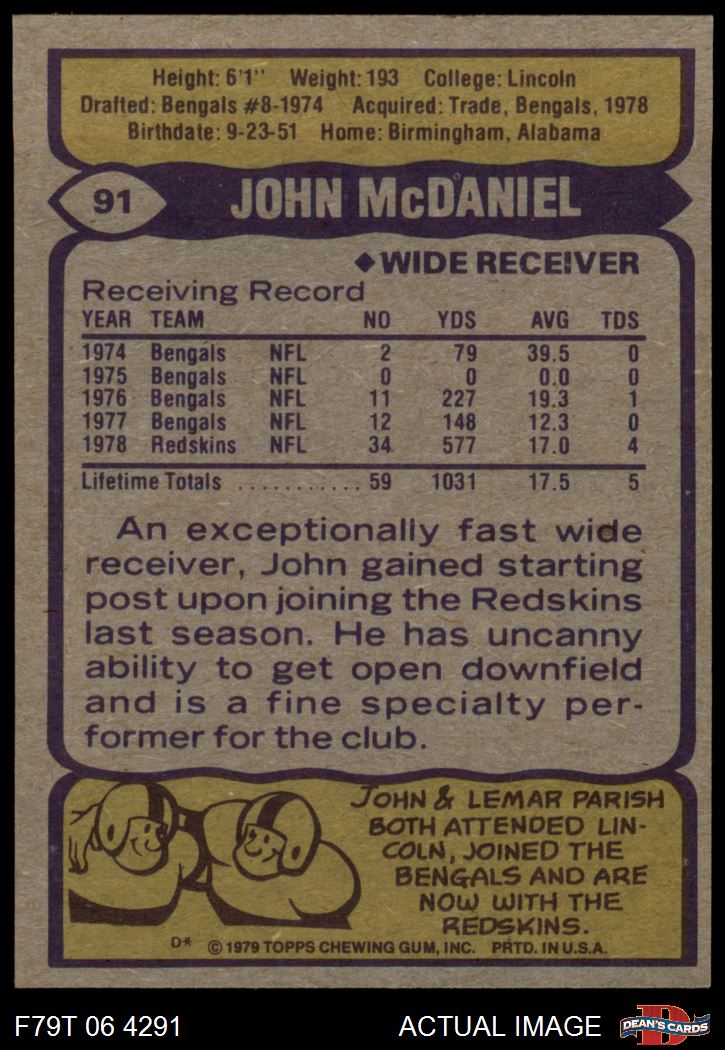 Height: 6'1" Weight: 193 College: Lincoln
Drafted: Bengals #8-1974 Acquired: Trade, Bengals, 1978
Birthdate: 9-23-51 Home: Birmingham, Alabama
91 JOHN McDANIEL
◆WIDE RECEIVER
Receiving Record
YEAR TEAM NO YDS AVG TDS
1974 Bengals NFL 2 79 39.5 0
1975 Bengals NFL 0 0 0.0 0
1976 Bengals NFL 11 227 19.3 1
1977 Bengals NFL 12 148 12.3 0
1978 Redskins NFL 34 577 17.0 4
Lifetime Totals ............ 59 1031 17.5 5
An exceptionally fast wide
receiver, John gained starting
post upon joining the Redskins
last season. He has uncanny
ability to get open downfield
and is a fine specialty per-
former for the club.
JOHN & LEMAR PARISH
BOTH ATTENDED LIN-
COLN, JOINED THE
BENGALS AND ARE
NOW WITH THE
REDSKINS.
D* © 1979 TOPPS CHEWING GUM, INC. PRTD. IN U.S.A.
F79T 06 4291 ACTUAL IMAGE D DEAN'S CARDS